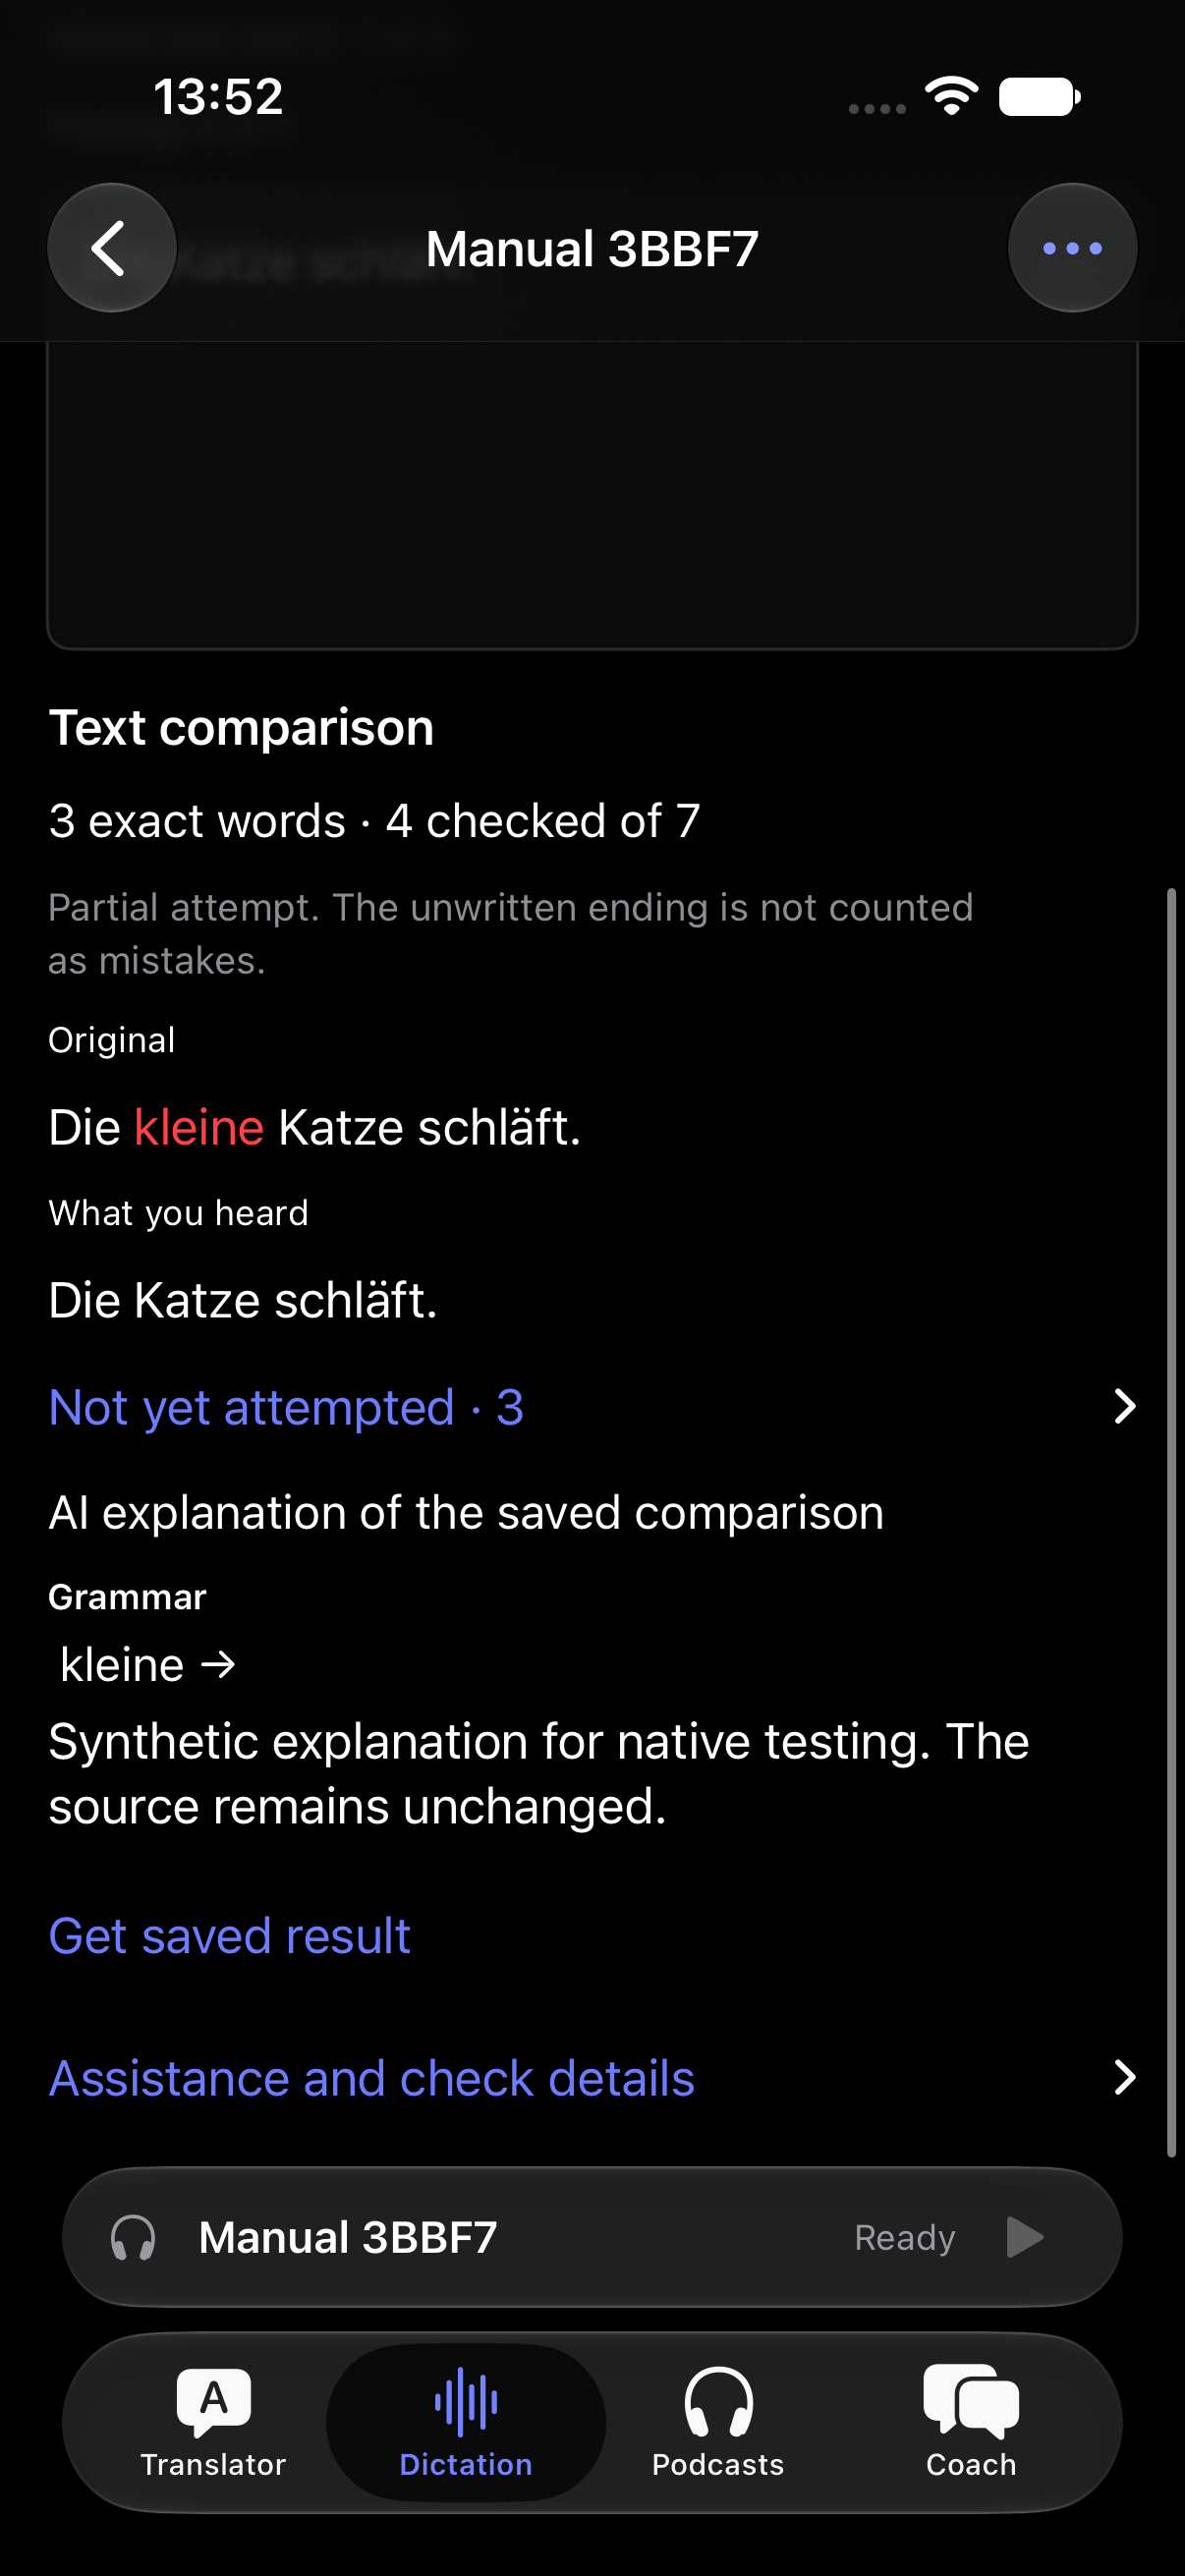 13:52
Manual 3BBF7
Text comparison
3 exact words · 4 checked of 7
Partial attempt. The unwritten ending is not counted
as mistakes.
Original
Die kleine Katze schläft.
What you heard
Die Katze schläft.
Not yet attempted · 3
AI explanation of the saved comparison
Grammar
kleine →
Synthetic explanation for native testing. The
source remains unchanged.
Get saved result
Assistance and check details
Manual 3BBF7 Ready
A
Translator Dictation Podcasts Coach